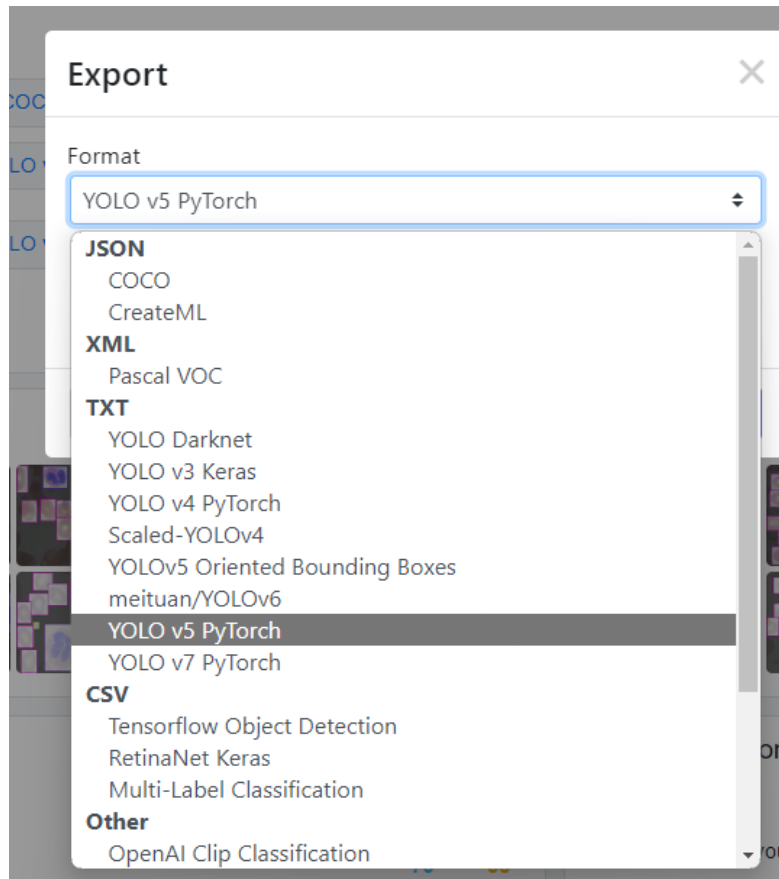 Export
Format
YOLO v5 PyTorch
JSON
COCO
CreateML
XML
Pascal VOC
TXT
YOLO Darknet
YOLO v3 Keras
YOLO v4 PyTorch
Scaled-YOLOv4
YOLOv5 Oriented Bounding Boxes
meituan/YOLOv6
YOLO v5 PyTorch
YOLO v7 PyTorch
CSV
Tensorflow Object Detection
RetinaNet Keras
Multi-Label Classification
Other
OpenAI Clip Classification